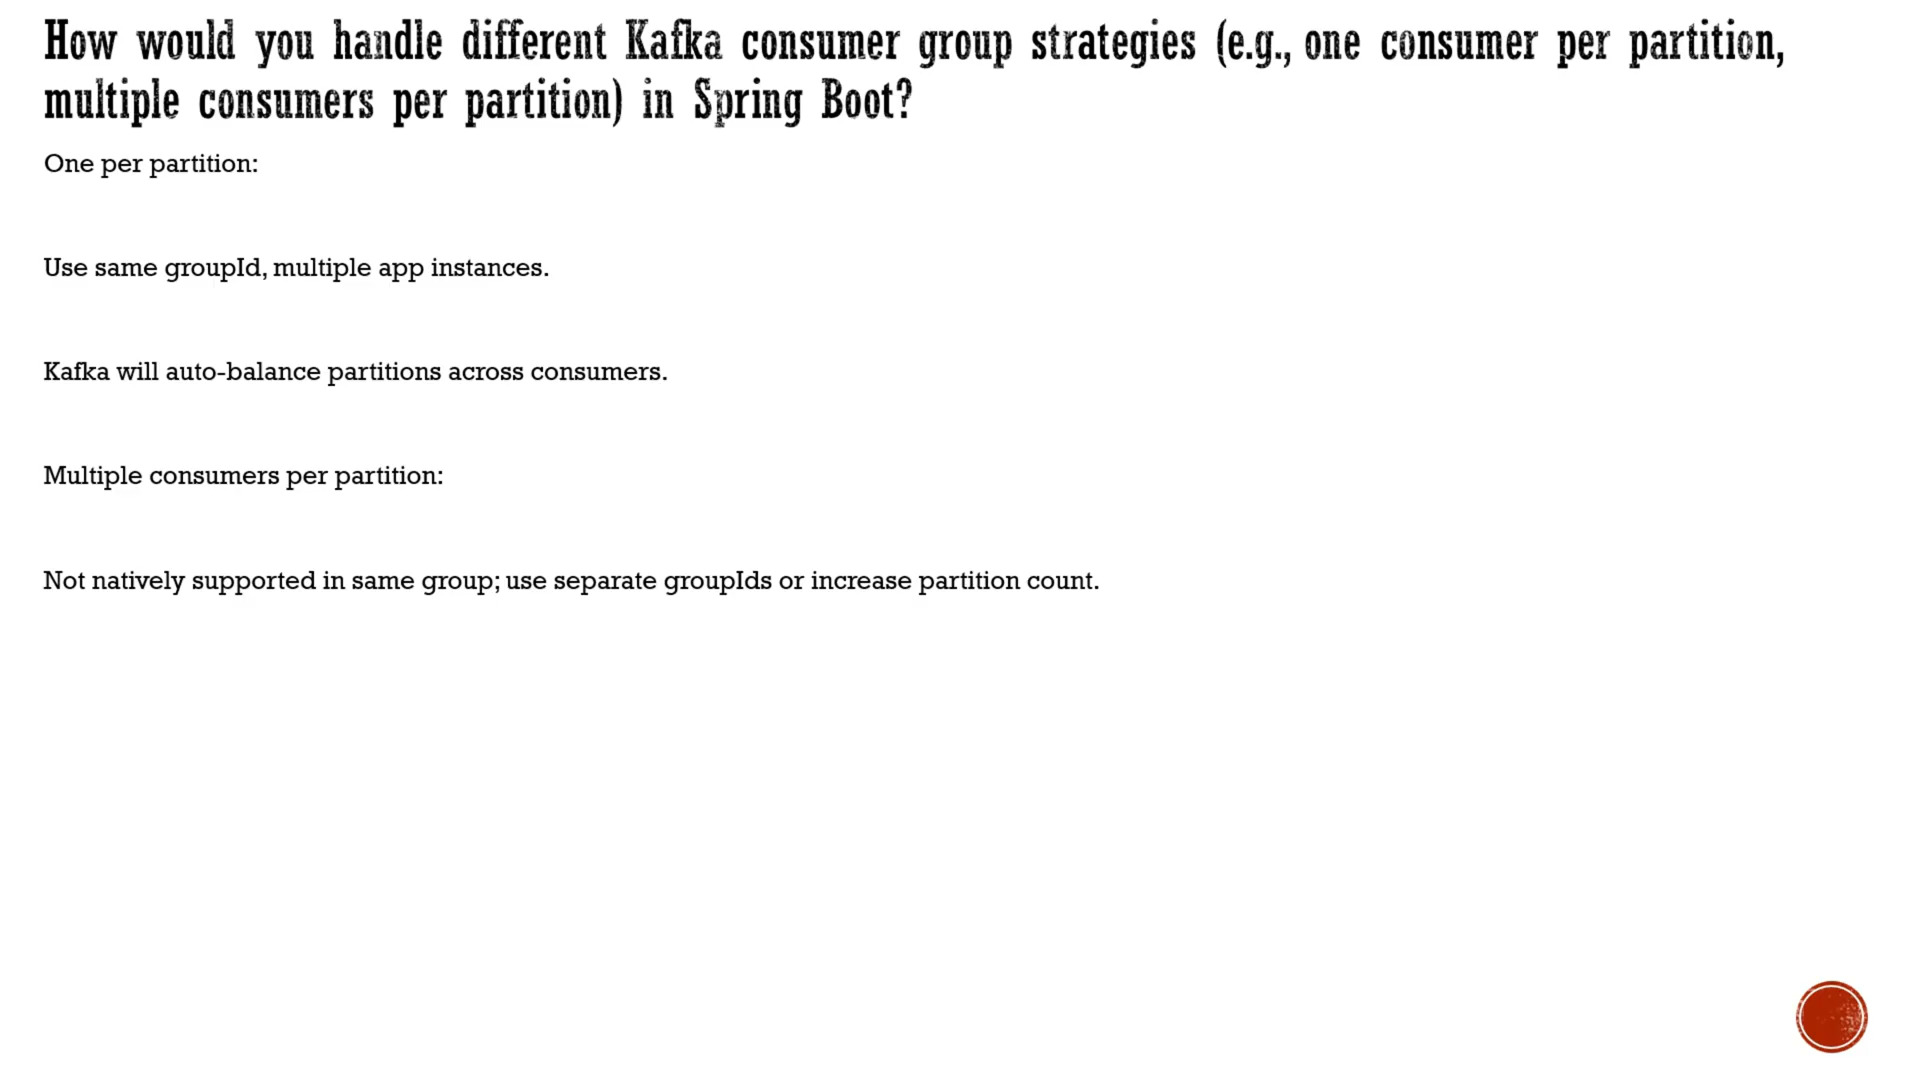 How would you handle different Kafka consumer group strategies (e.g., one consumer per partition,
multiple consumers per partition) in Spring Boot?
One per partition:
Use same groupId, multiple app instances.
Kafka will auto-balance partitions across consumers.
Multiple consumers per partition:
Not natively supported in same group; use separate groupIds or increase partition count.